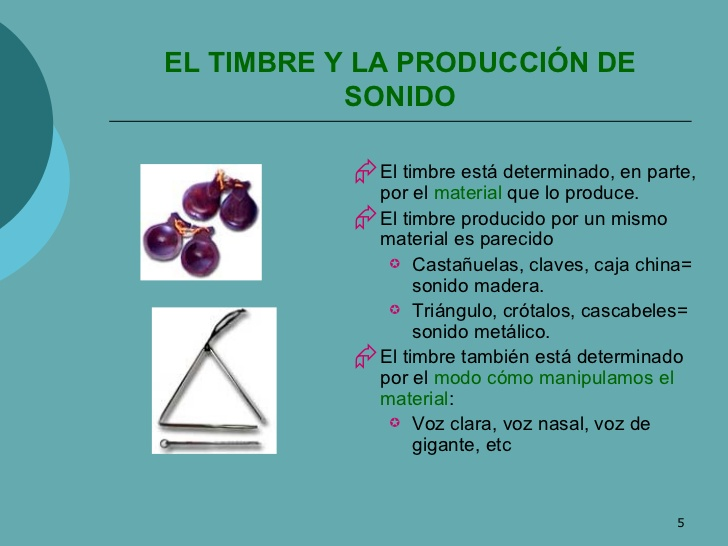 EL TIMBRE Y LA PRODUCCIÓN DE
SONIDO
El timbre está determinado, en parte,
por el material que lo produce.
El timbre producido por un mismo
material es parecido
Castañuelas, claves, caja china=
sonido madera.
Triángulo, crótalos, cascabeles=
sonido metálico.
El timbre también está determinado
por el modo cómo manipulamos el
material:
Voz clara, voz nasal, voz de
gigante, etc
5